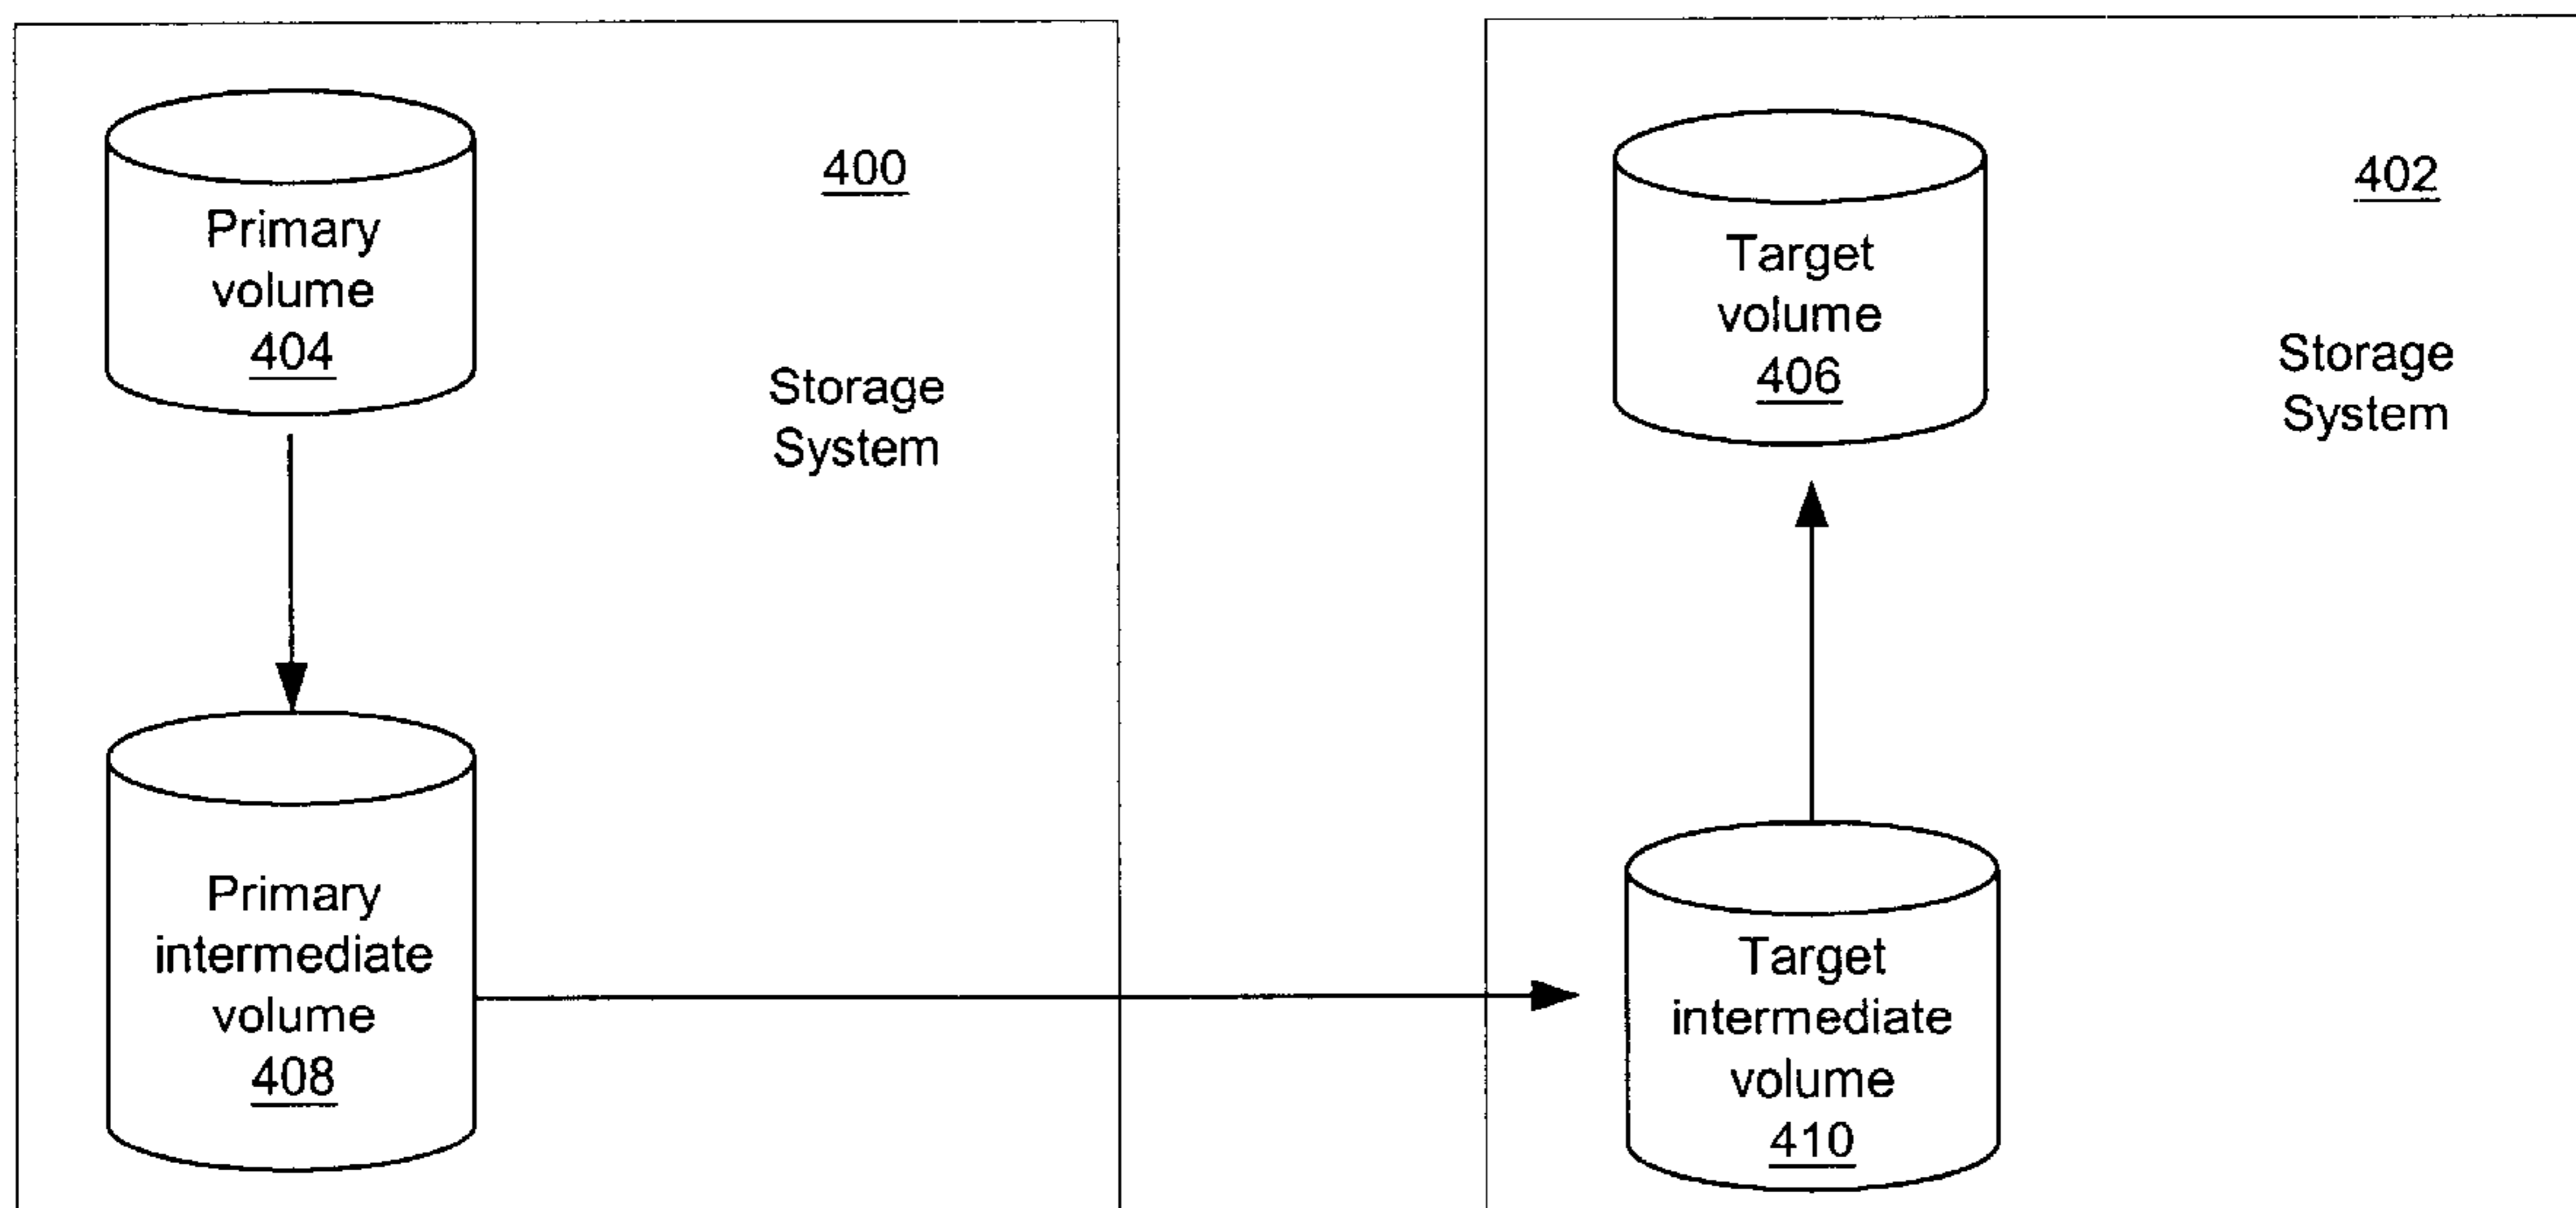 Primary
volume
404
400
Storage
System
Primary
intermediate
volume
408
Target
volume
406
402
Storage
System
Target
intermediate
volume
410